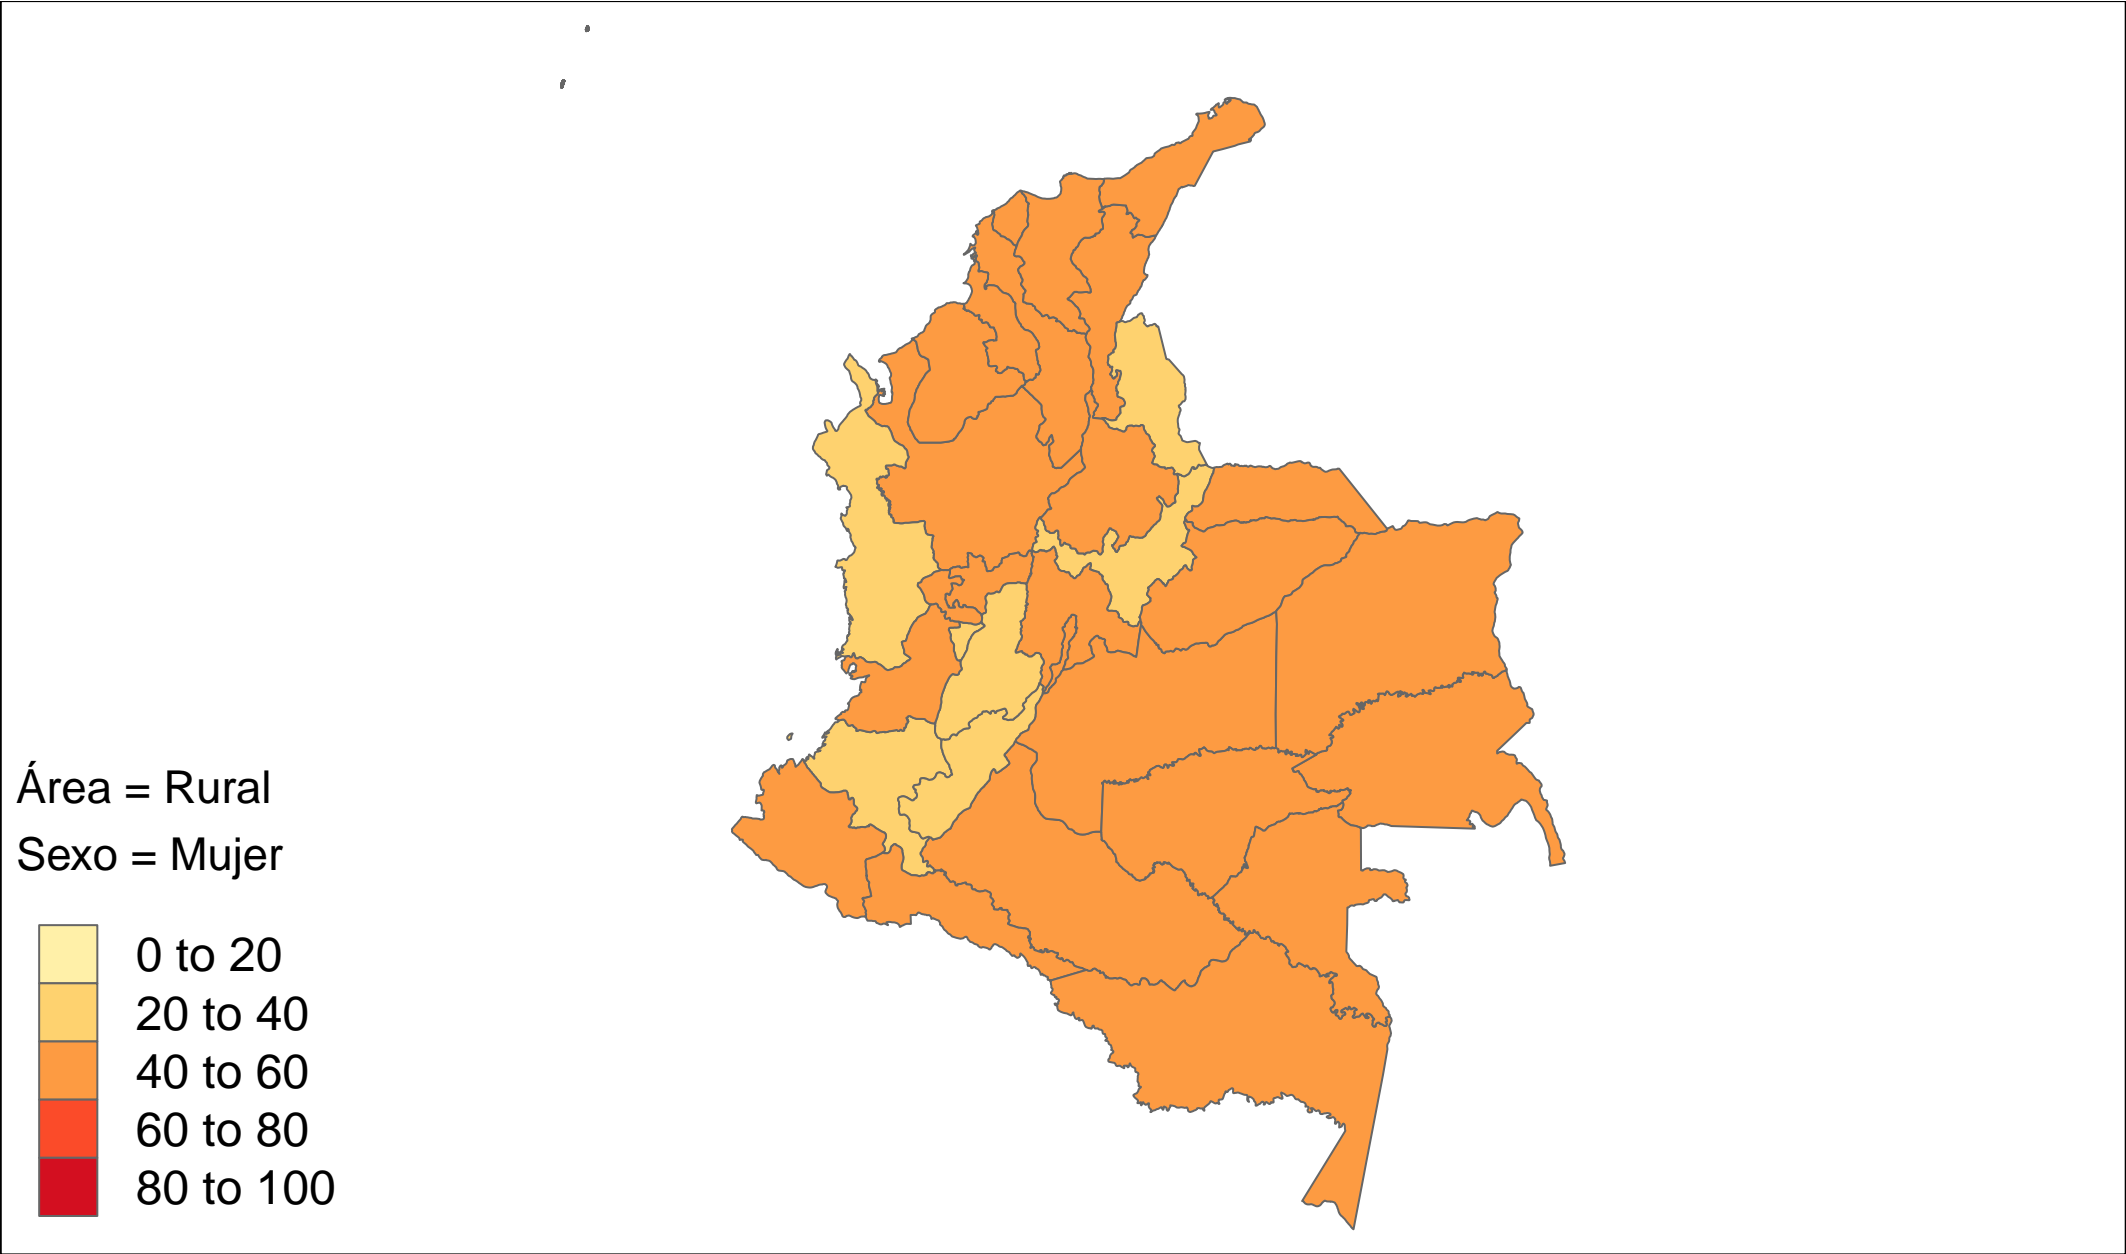 Área = Rural
Sexo = Mujer
0 to 20
20 to 40
40 to 60
60 to 80
80 to 100